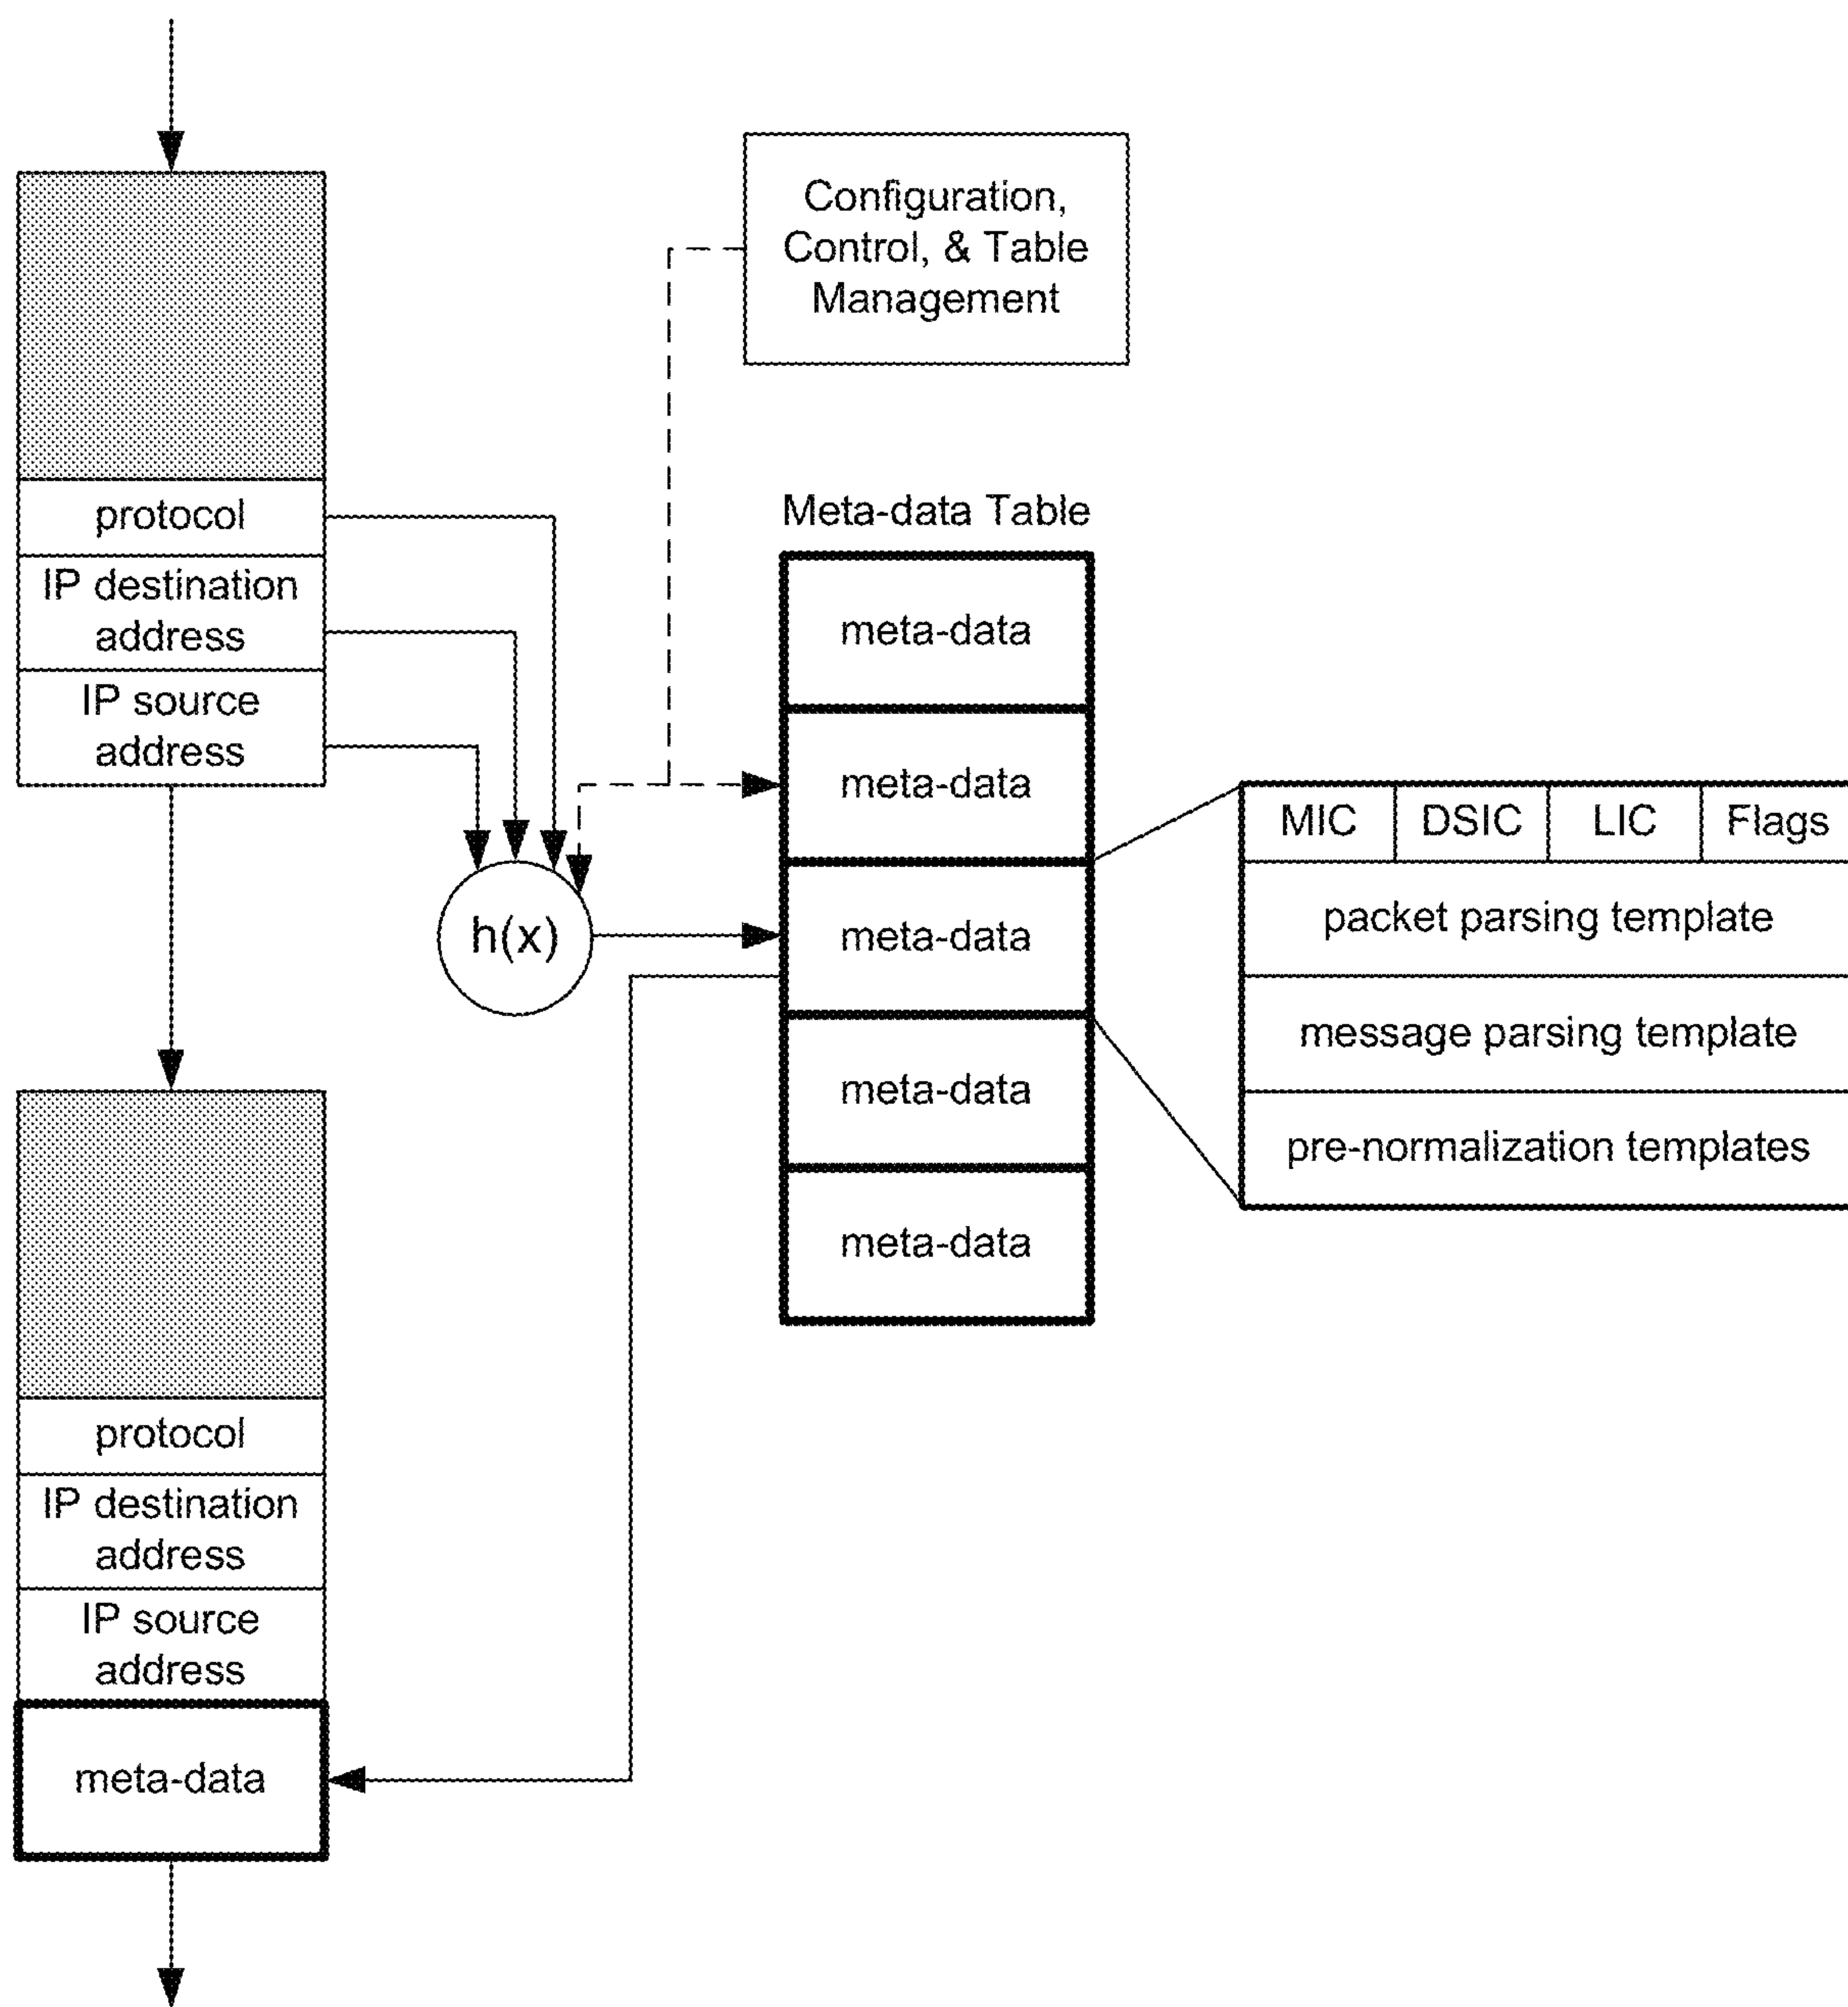 Configuration,
Control, & Table
Management
protocol
IP destination
address
IP source
address
h(x)
Meta-data Table
meta-data
meta-data
meta-data
meta-data
meta-data
MIC DSIC LIC Flags
packet parsing template
message parsing template
pre-normalization templates
protocol
IP destination
address
IP source
address
meta-data